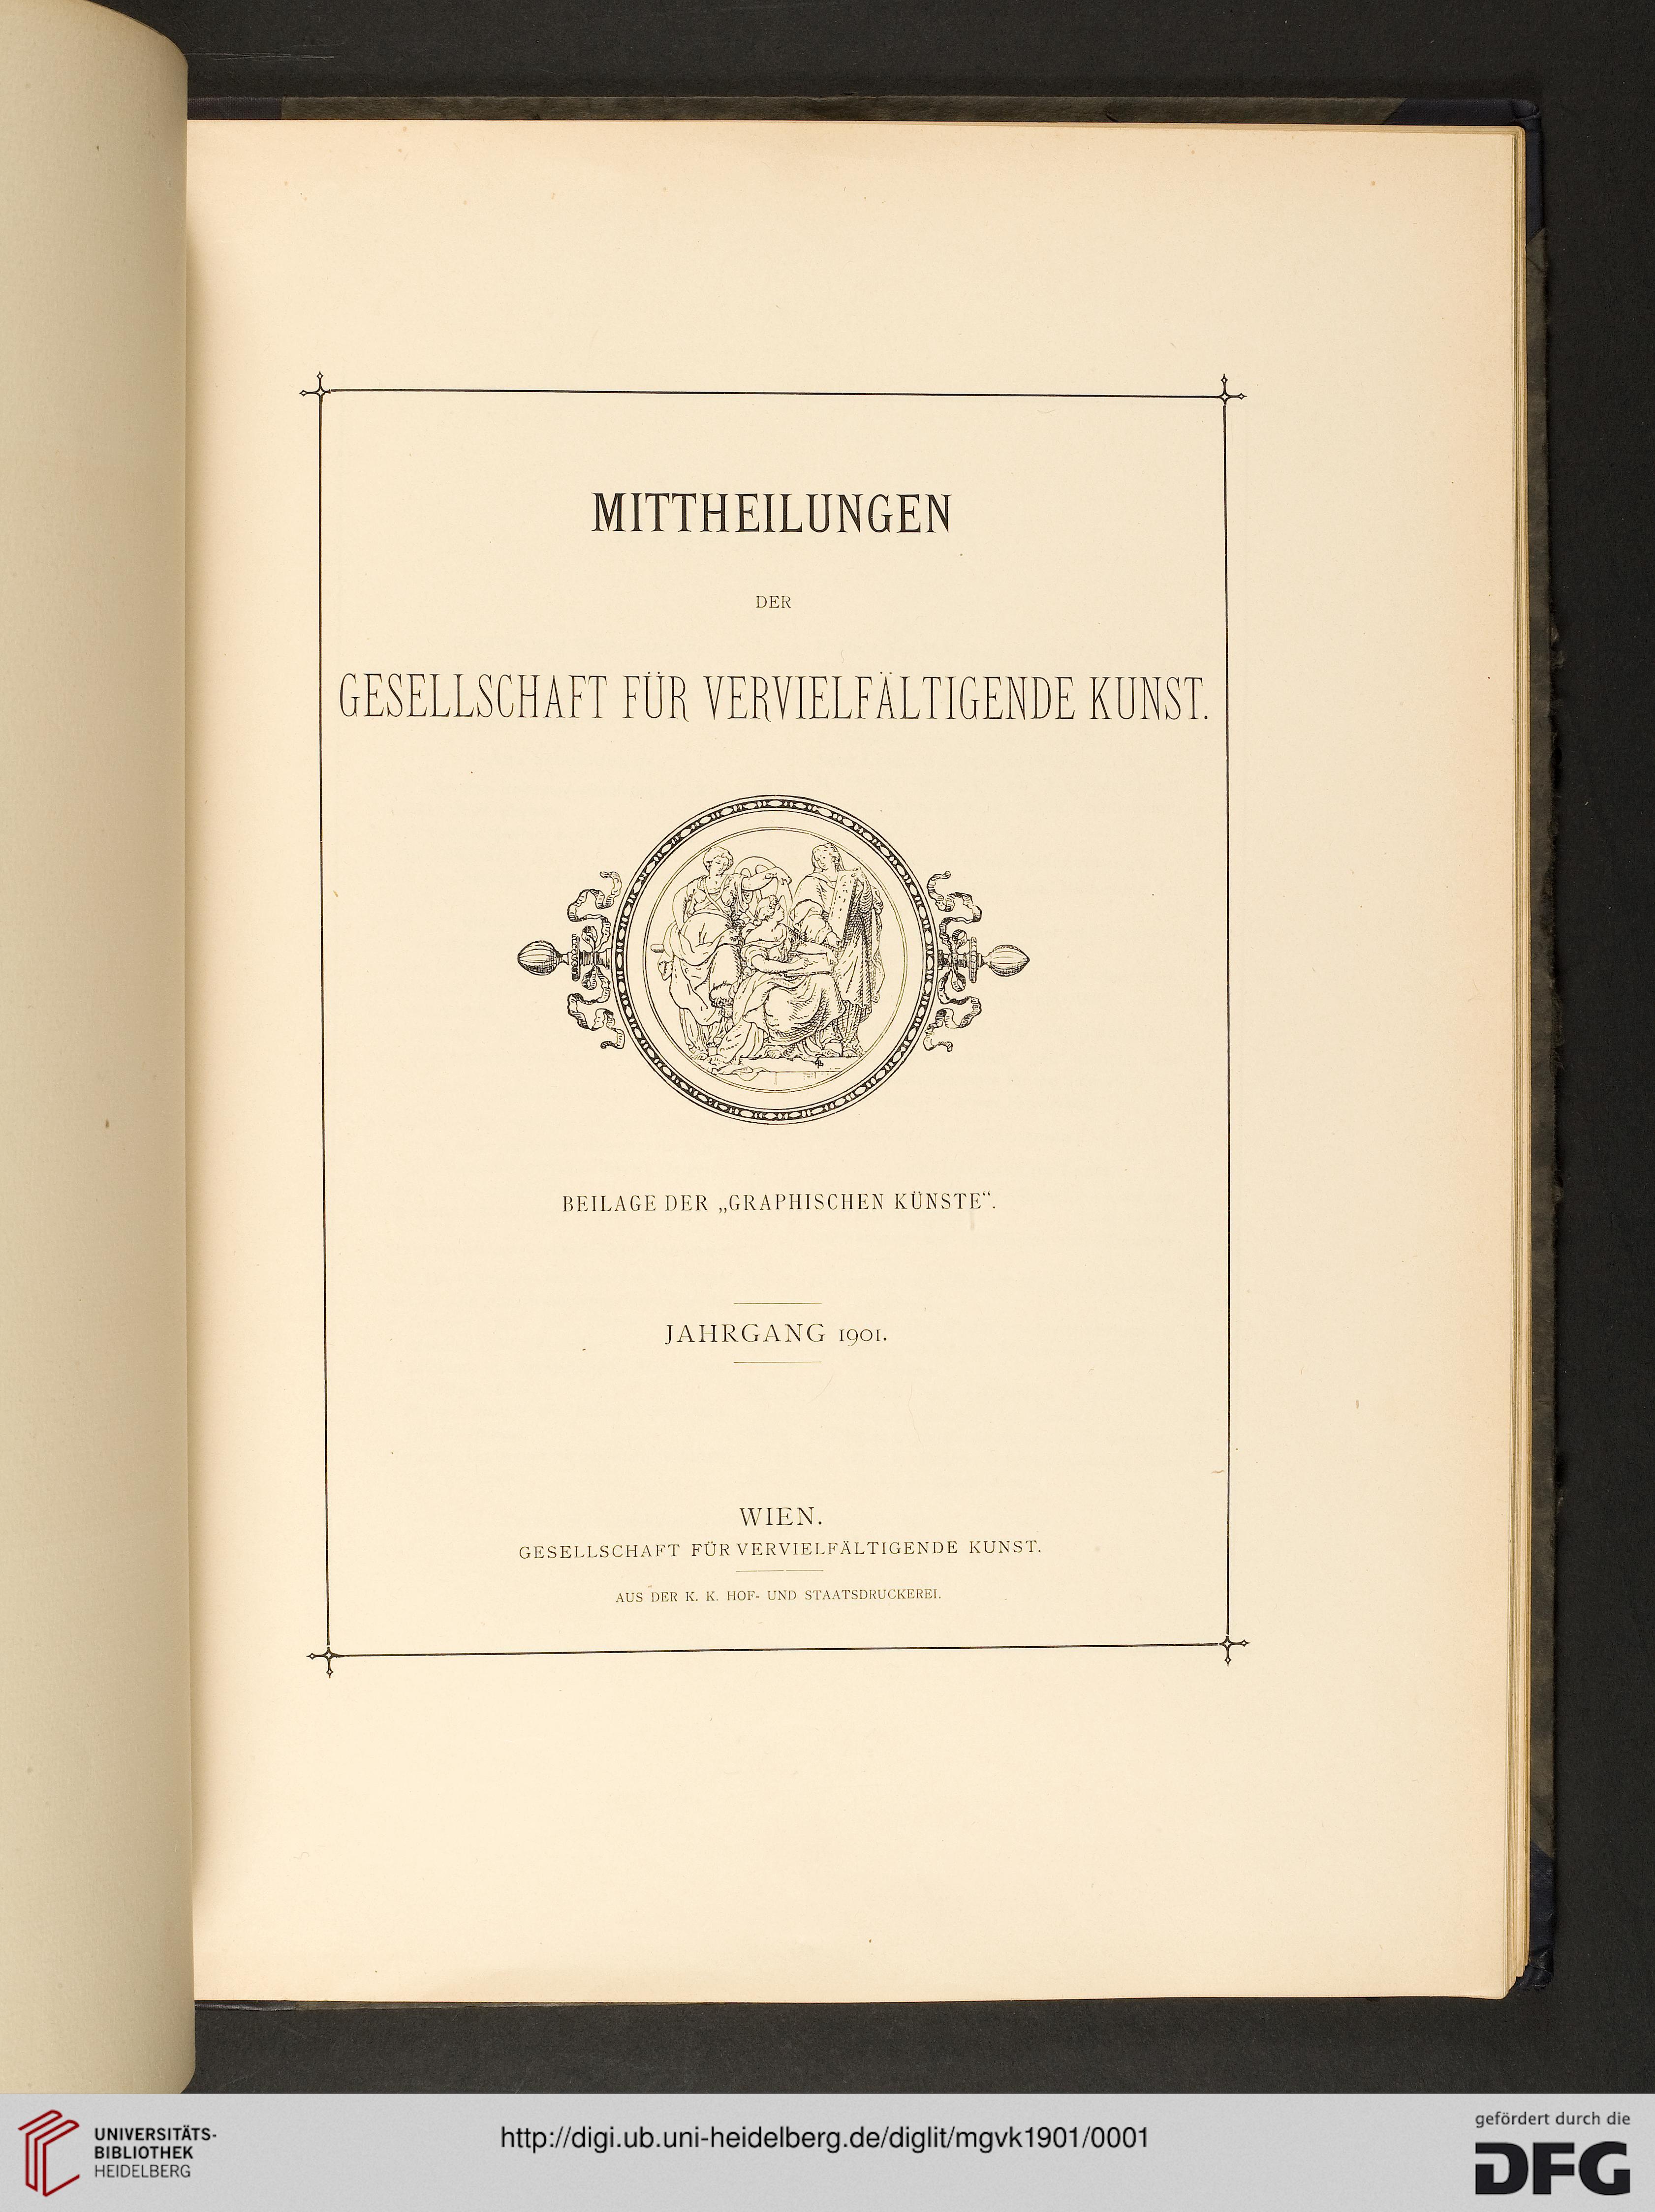 MITTHEILUNGEN
DER
GESELLSCHAFT FÜR VERVIELFÄLTIGENDE KUNST.
BEILAGE DER „GRAPHISCHEN KÜNSTE“.
JAHRGANG 1901.
WIEN.
GESELLSCHAFT FÜR VERVIELFÄLTIGENDE KUNST.
AUS DER K. K. HOF- UND STAATSDRUCKEREI.
UNIVERSITÄTS-
BIBLIOTHEK
HEIDELBERG
http://digi.ub.uni-heidelberg.de/diglit/mgvk1901/0001
gefördert durch die
DFG